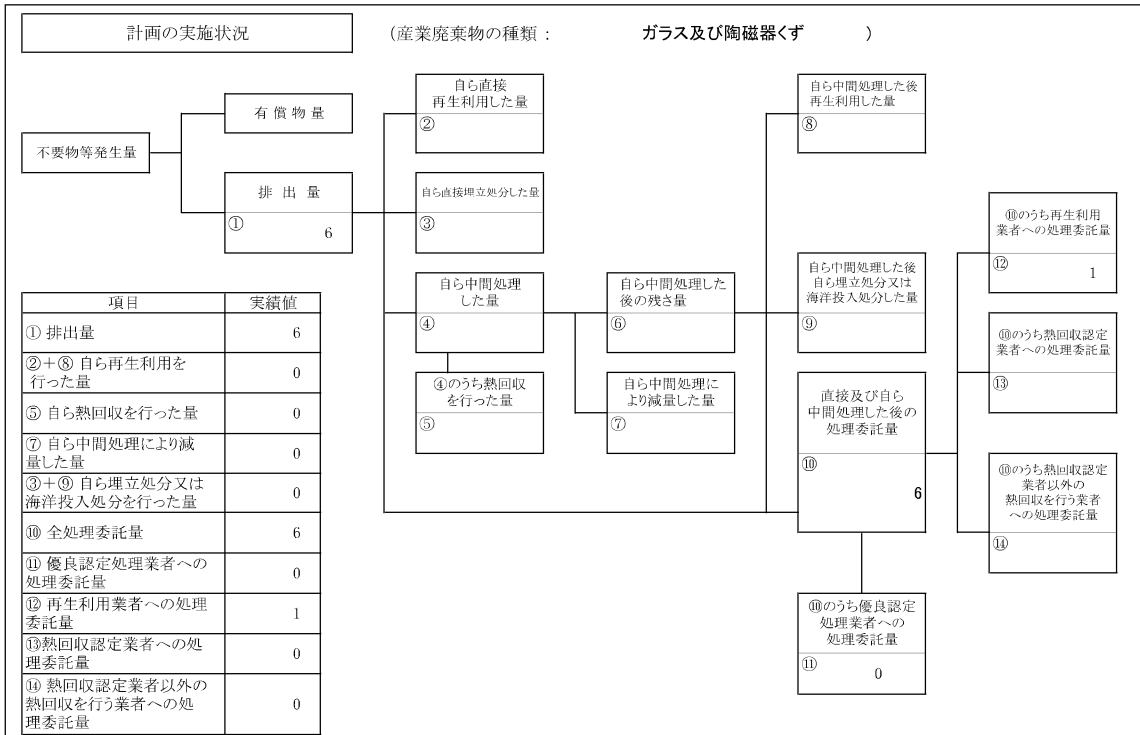 計画の実施状況
(産業廃棄物の種類： ガラス及び陶磁器くず )
不要物等発生量
有償物量
排出量
①
6
自ら直接
再生利用した量
②
自ら直接埋立処分した量
③
自ら中間処理
した量
④
④のうち熱回収
を行った量
⑤
自ら中間処理した
後の残さ量
⑥
自ら中間処理に
より減量した量
⑦
自ら中間処理した後
再生利用した量
⑧
自ら中間処理した後
自ら埋立処分又は
海洋投入処分した量
⑨
直接及び自ら
中間処理した後の
処理委託量
⑩
6
⑩のうち優良認定
処理業者への
処理委託量
⑪
0
⑩のうち再生利用
業者への処理委託量
⑫
1
⑩のうち熱回収認定
業者への処理委託量
⑬
⑩のうち熱回収認定
業者以外の
熱回収を行う業者
への処理委託量
⑭
項目 実績値
① 排出量 6
②＋⑧ 自ら再生利用を
行った量 0
⑤ 自ら熱回収を行った量 0
⑦ 自ら中間処理により減
量した量 0
③＋⑨ 自ら埋立処分又は
海洋投入処分を行った量 0
⑩ 全処理委託量 6
⑪ 優良認定処理業者への
処理委託量 0
⑫ 再生利用業者への処理
委託量 1
⑬熱回収認定業者への処
理委託量 0
⑭ 熱回収認定業者以外の
熱回収を行う業者への処
理委託量 0